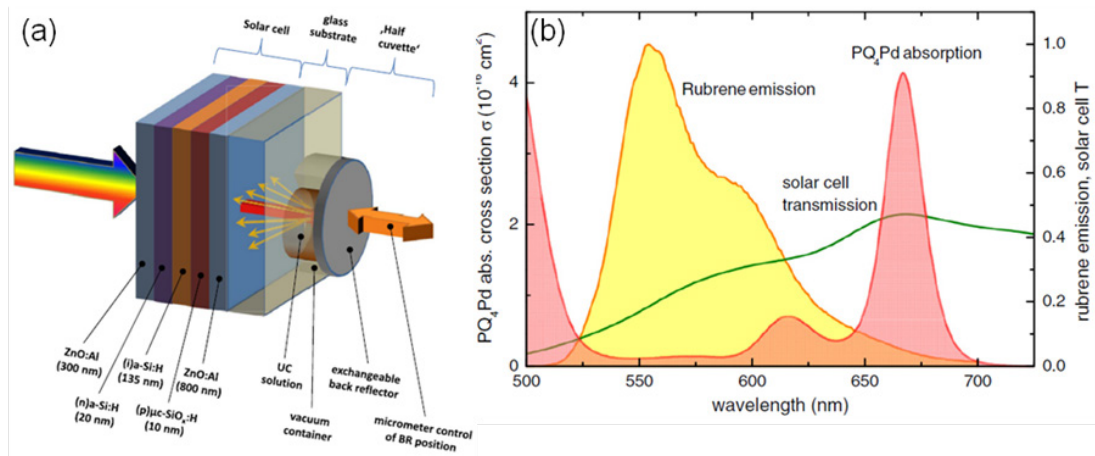 (a)
Solar cell
glass
substrate
‚Half
cuvette‘
ZnO:Al
(300 nm)
(n)a-Si:H
(20 nm)
(i)a-Si:H
(135 nm)
(p)µc-SiOₓ:H
(10 nm)
ZnO:Al
(800 nm)
UC
solution
vacuum
container
exchangeable
back reflector
micrometer control
of BR position
(b)
PQ₄Pd abs. cross section σ (10⁻¹⁶ cm²)
4
2
0
Rubrene emission
PQ₄Pd absorption
solar cell
transmission
1.0
0.8
0.6
0.4
0.2
0.0
rubrene emission, solar cell T
500
550
600
650
700
wavelength (nm)